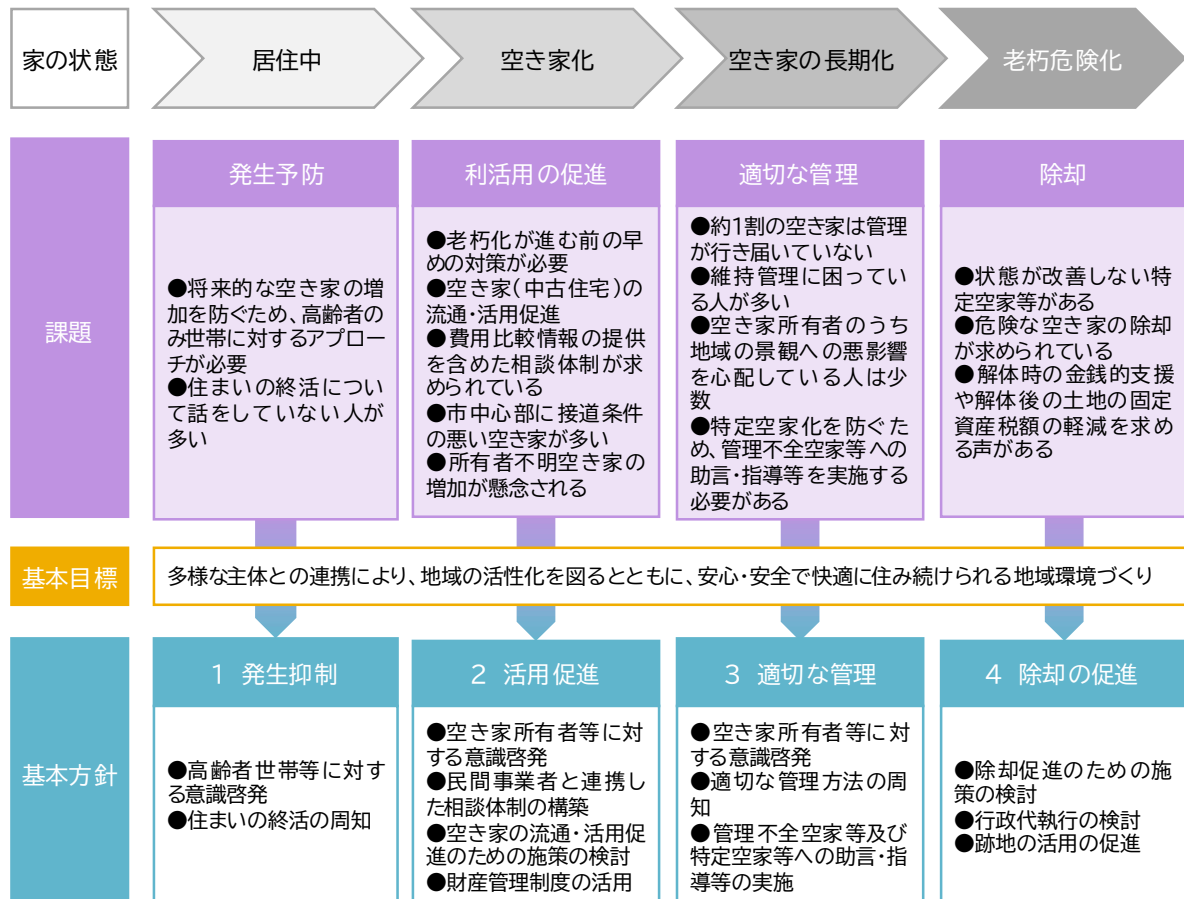 家の状態
居住中
空き家化
空き家の長期化
老朽危険化
課題
発生予防
●将来的な空き家の増
加を防ぐため、高齢者の
み世帯に対するアプロー
チが必要
●住まいの終活につい
て話をしていない人が
多い
利活用の促進
●老朽化が進む前の早
めの対策が必要
●空き家(中古住宅)の
流通・活用促進
●費用比較情報の提供
を含めた相談体制が求
められている
●市中心部に接道条件
の悪い空き家が多い
●所有者不明空き家の
増加が懸念される
適切な管理
●約1割の空き家は管理
が行き届いていない
●維持管理に困ってい
る人が多い
●空き家所有者のうち
地域の景観への悪影響
を心配している人は少
数
●特定空家化を防ぐた
め、管理不全空家等への
助言・指導等を実施する
必要がある
除却
●状態が改善しない特
定空家等がある
●危険な空き家の除却
が求められている
●解体時の金銭的支援
や解体後の土地の固定
資産税額の軽減を求め
る声がある
基本目標
多様な主体との連携により、地域の活性化を図るとともに、安心・安全で快適に住み続けられる地域環境づくり
基本方針
1 発生抑制
●高齢者世帯等に対す
る意識啓発
●住まいの終活の周知
2 活用促進
●空き家所有者等に対
する意識啓発
●民間事業者と連携し
た相談体制の構築
●空き家の流通・活用促
進のための施策の検討
●財産管理制度の活用
3 適切な管理
●空き家所有者等に対
する意識啓発
●適切な管理方法の周
知
●管理不全空家等及び
特定空家等への助言・指
導等の実施
4 除却の促進
●除却促進のための施
策の検討
●行政代執行の検討
●跡地の活用の促進